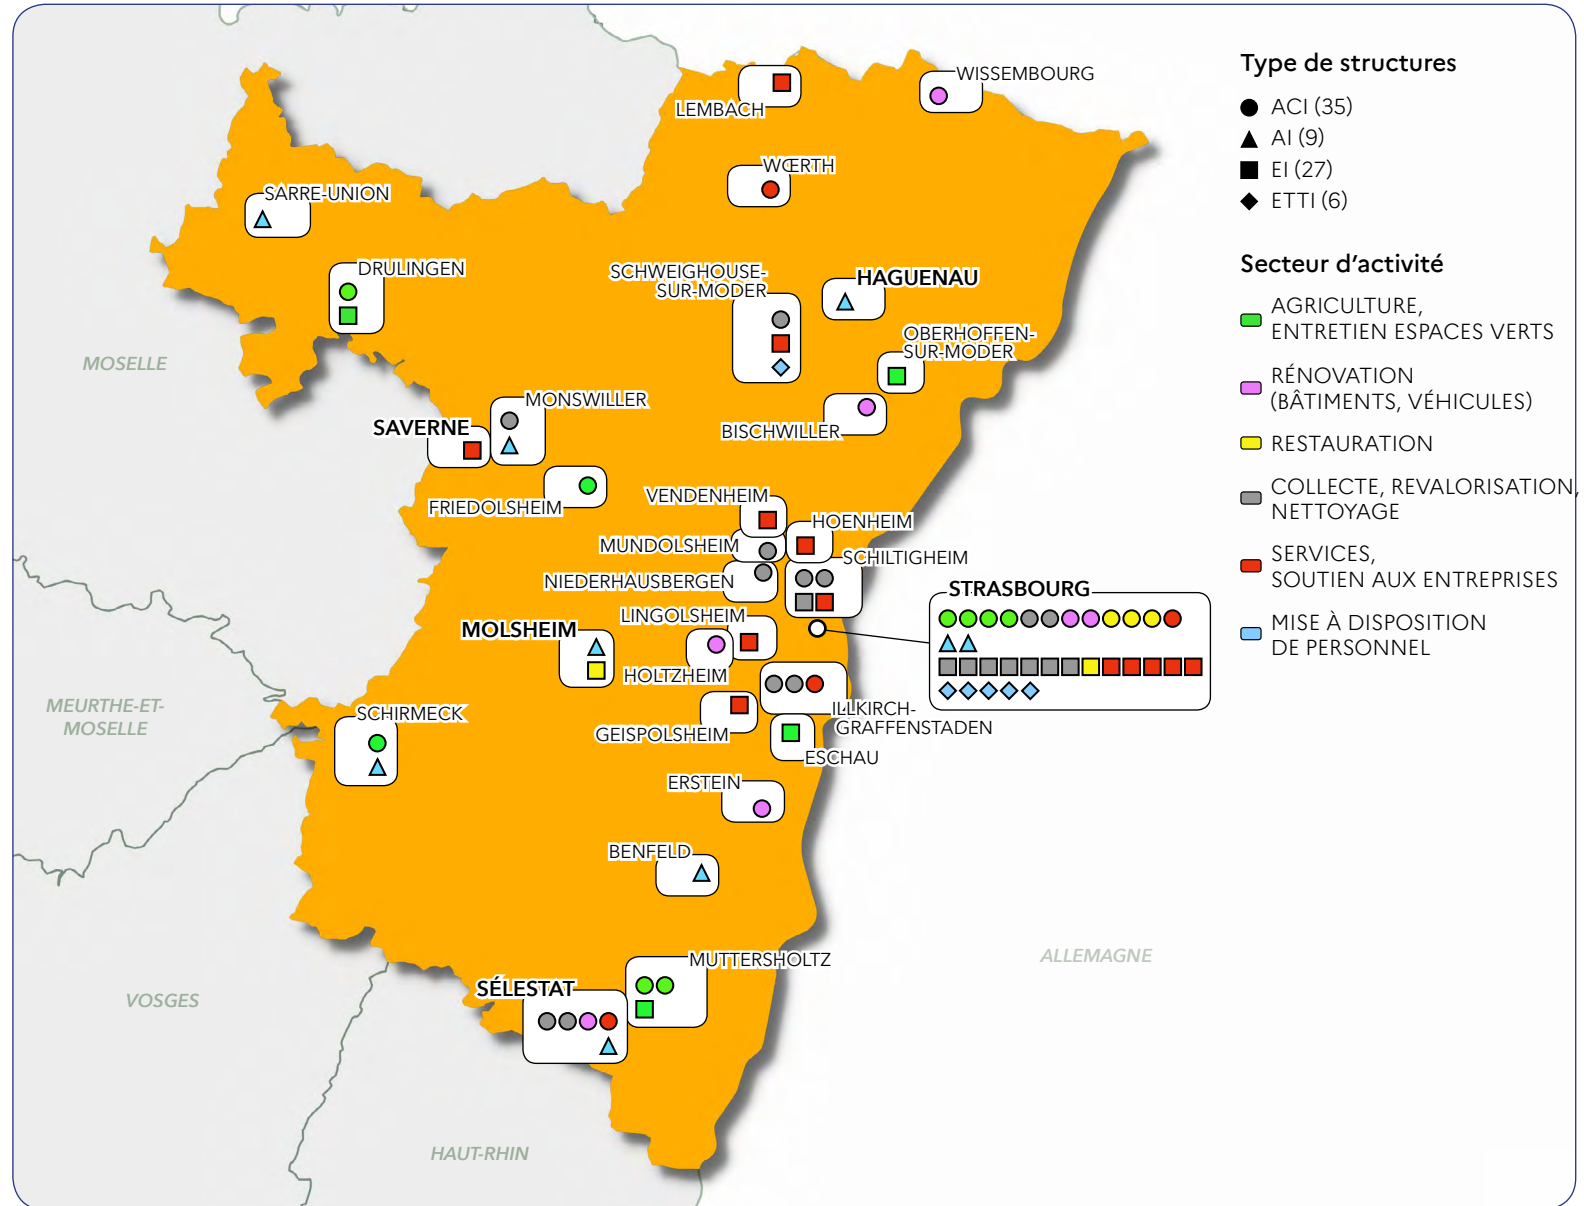 WISSEMBOURG
LEMBACH
WŒRTH
SARRE-UNION
DRULINGEN
SCHWEIGHOUSE-
SUR-MODER
HAGUENAU
OBERHOFFEN-
SUR-MODER
MOSELLE
MONSWILLER
SAVERNE
BISCHWILLER
FRIEDOLSHEIM
VENDENHEIM
HOENHEIM
MUNDOLSHEIM
SCHILTIGHEIM
NIEDERHAUSBERGEN
STRASBOURG
LINGOLSHEIM
MOLSHEIM
HOLTZHEIM
MEURTHE-ET-
MOSELLE
SCHIRMECK
ILLKIRCH-
GRAFFENSTADEN
GEISPOLSHEIM
ESCHAU
ERSTEIN
BENFELD
ALLEMAGNE
MUTTERSHOLTZ
SÉLESTAT
VOSGES
HAUT-RHIN
Type de structures
ACI (35)
AI (9)
EI (27)
ETTI (6)
Secteur d’activité
AGRICULTURE,
ENTRETIEN ESPACES VERTS
RÉNOVATION
(BÂTIMENTS, VÉHICULES)
RESTAURATION
COLLECTE, REVALORISATION,
NETTOYAGE
SERVICES,
SOUTIEN AUX ENTREPRISES
MISE À DISPOSITION
DE PERSONNEL